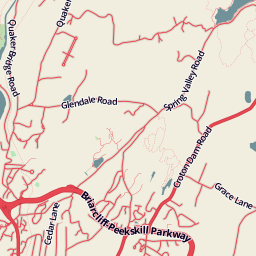 Quaker
Quaker
Bridge Road
Glendale Road
Spring Valley Road
Croton Dam Road
Grace Lane
Briarcliff-Peekskill Parkway
Cedar Lane